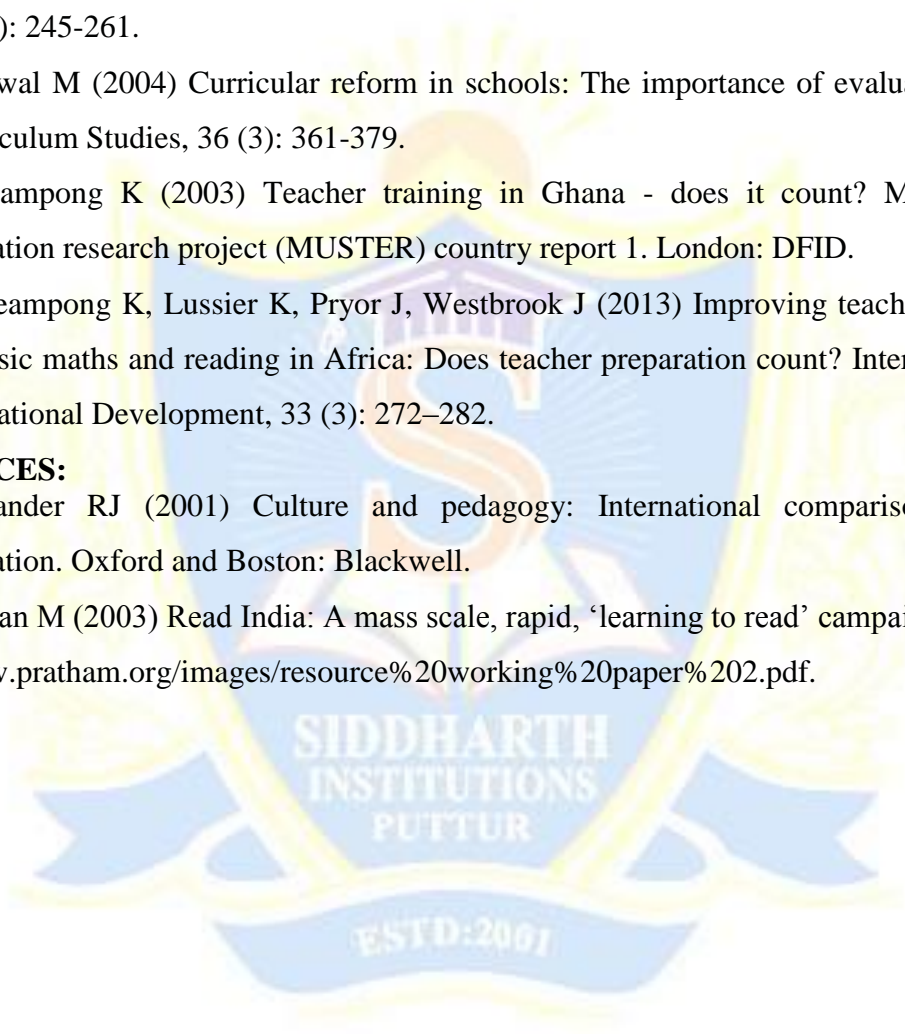 ): 245-261.
wal M (2004) Curricular reform in schools: The importance of evalua
culum Studies, 36 (3): 361-379.
ampong K (2003) Teacher training in Ghana - does it count? M
ation research project (MUSTER) country report 1. London: DFID.
eampong K, Lussier K, Pryor J, Westbrook J (2013) Improving teach
sic maths and reading in Africa: Does teacher preparation count? Inter
ational Development, 33 (3): 272–282.
CES:
ander RJ (2001) Culture and pedagogy: International comparis
ation. Oxford and Boston: Blackwell.
an M (2003) Read India: A mass scale, rapid, ‘learning to read’ campai
.pratham.org/images/resource%20working%20paper%202.pdf.
SIDDHARTH
INSTITUTIONS
PUTTUR
ESTD:2001